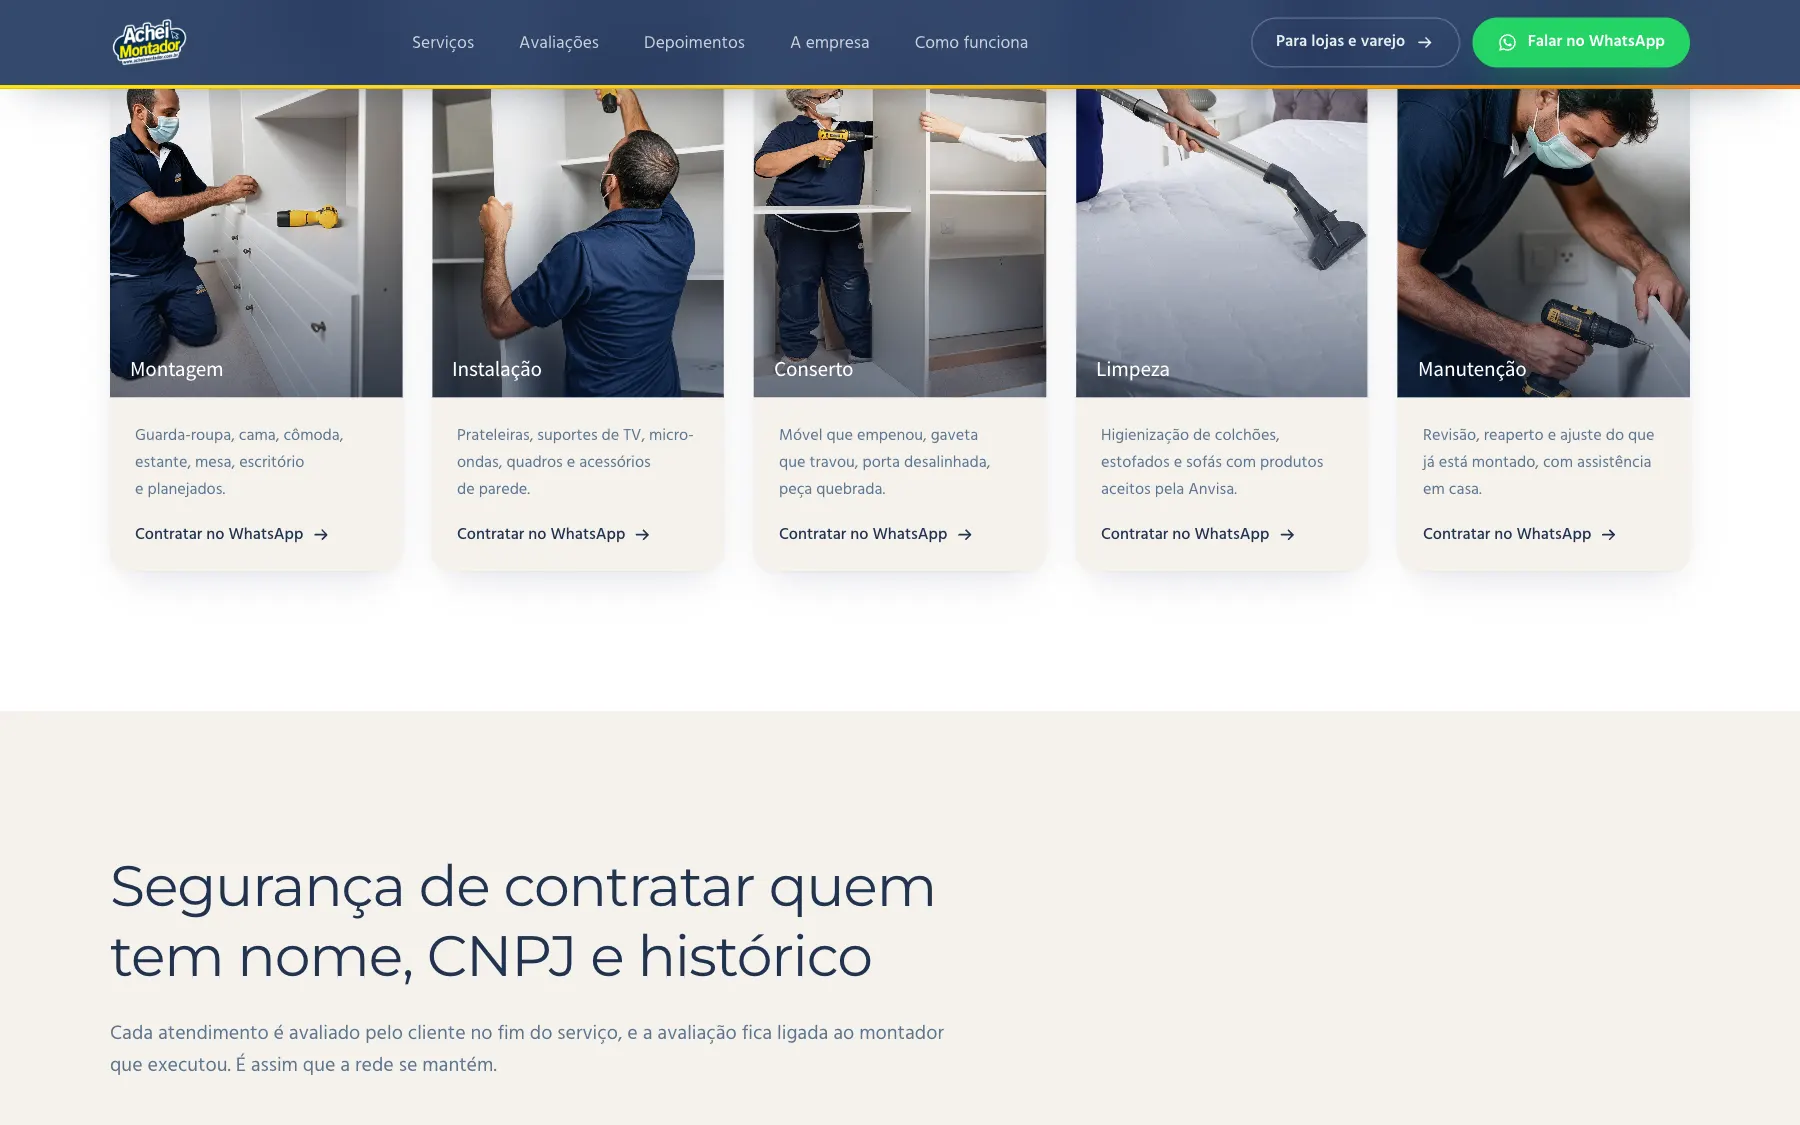 Achei
Montador
www.acheimontador.com.br
Serviços
Avaliações
Depoimentos
A empresa
Como funciona
Para lojas e varejo
Falar no WhatsApp
Montagem
Instalação
Conserto
Limpeza
Manutenção
Guarda-roupa, cama, cômoda,
estante, mesa, escritório
e planejados.
Contratar no WhatsApp
Prateleiras, suportes de TV, micro-
ondas, quadros e acessórios
de parede.
Contratar no WhatsApp
Móvel que empenou, gaveta
que travou, porta desalinhada,
peça quebrada.
Contratar no WhatsApp
Higienização de colchões,
estofados e sofás com produtos
aceitos pela Anvisa.
Contratar no WhatsApp
Revisão, reaperto e ajuste do que
já está montado, com assistência
em casa.
Contratar no WhatsApp
Segurança de contratar quem
tem nome, CNPJ e histórico
Cada atendimento é avaliado pelo cliente no fim do serviço, e a avaliação fica ligada ao montador
que executou. É assim que a rede se mantém.